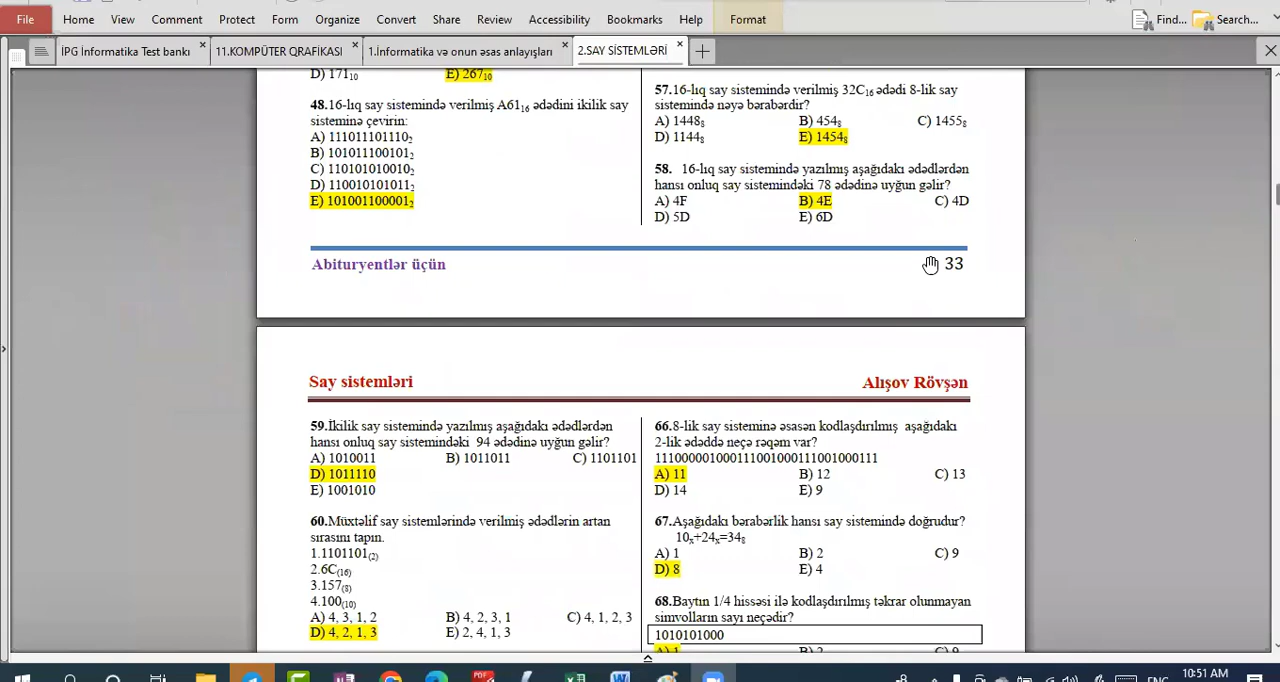 File Home View Comment Protect Form Organize Convert Share Review Accessibility Bookmarks Help Format Find... Search...
İPG İnformatika Test bankı × 11.KOMPÜTER QRAFİKASI × 1.İnformatika və onun əsas anlayışları × 2.SAY SİSTEMLƏRİ ×
D) 171₁₀ E) 267₁₀
48.16-lıq say sistemində verilmiş A61₁₆ ədədini ikilik say
sisteminə çevirin:
A) 111011101110₂
B) 101011100101₂
C) 110101010010₂
D) 110010101011₂
E) 101001100001₂
57.16-lıq say sistemində verilmiş 32C₁₆ ədədi 8-lik say
sistemində nəyə bərabərdir?
A) 1448₈ B) 454₈ C) 1455₈
D) 1144₈ E) 1454₈
58. 16-lıq say sistemində yazılmış aşağıdakı ədədlərdən
hansı onluq say sistemindəki 78 ədədinə uyğun gəlir?
A) 4F B) 4E C) 4D
D) 5D E) 6D
Abituryentlər üçün 33
Say sistemləri Alışov Rövşən
59.İkilik say sistemində yazılmış aşağıdakı ədədlərdən
hansı onluq say sistemindəki 94 ədədinə uyğun gəlir?
A) 1010011 B) 1011011 C) 1101101
D) 1011110
E) 1001010
60.Müxtəlif say sistemlərində verilmiş ədədlərin artan
sırasını tapın.
1.1101101₍₂₎
2.6C₍₁₆₎
3.157₍₈₎
4.100₍₁₀₎
A) 4, 3, 1, 2 B) 4, 2, 3, 1 C) 4, 1, 2, 3
D) 4, 2, 1, 3 E) 2, 4, 1, 3
66.8-lik say sisteminə əsasən kodlaşdırılmış aşağıdakı
2-lik ədəddə neçə rəqəm var?
A) 11 B) 12 C) 13
D) 14 E) 9
67.Aşağıdakı bərabərlik hansı say sistemində doğrudur?
10ₓ+24ₓ=34₈
A) 1 B) 2 C) 9
D) 8 E) 4
68.Baytın 1/4 hissəsi ilə kodlaşdırılmış təkrar olunmayan
simvolların sayı neçədir?
1010101000
A) 1 B) 2 C) 9
10:51 AM
ENG